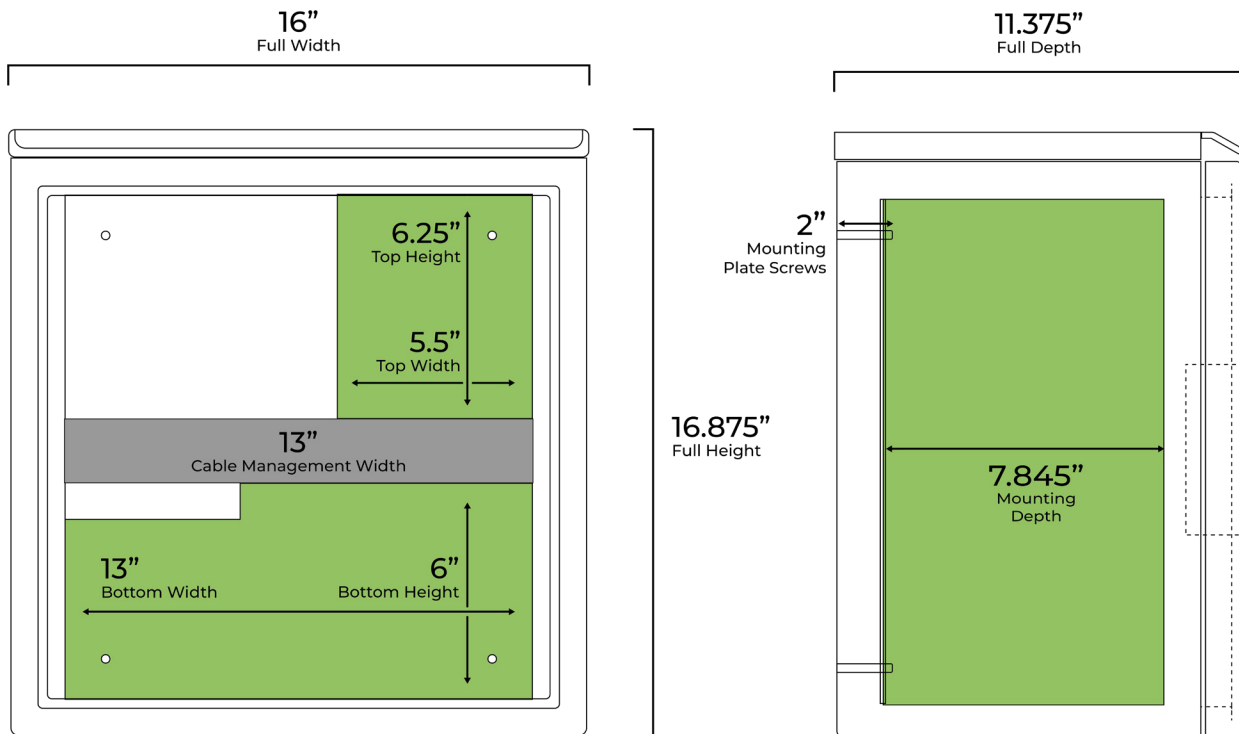 16”
Full Width
11.375”
Full Depth
6.25”
Top Height
5.5”
Top Width
2”
Mounting
Plate Screws
13”
Cable Management Width
16.875”
Full Height
7.845”
Mounting
Depth
13”
Bottom Width
6”
Bottom Height